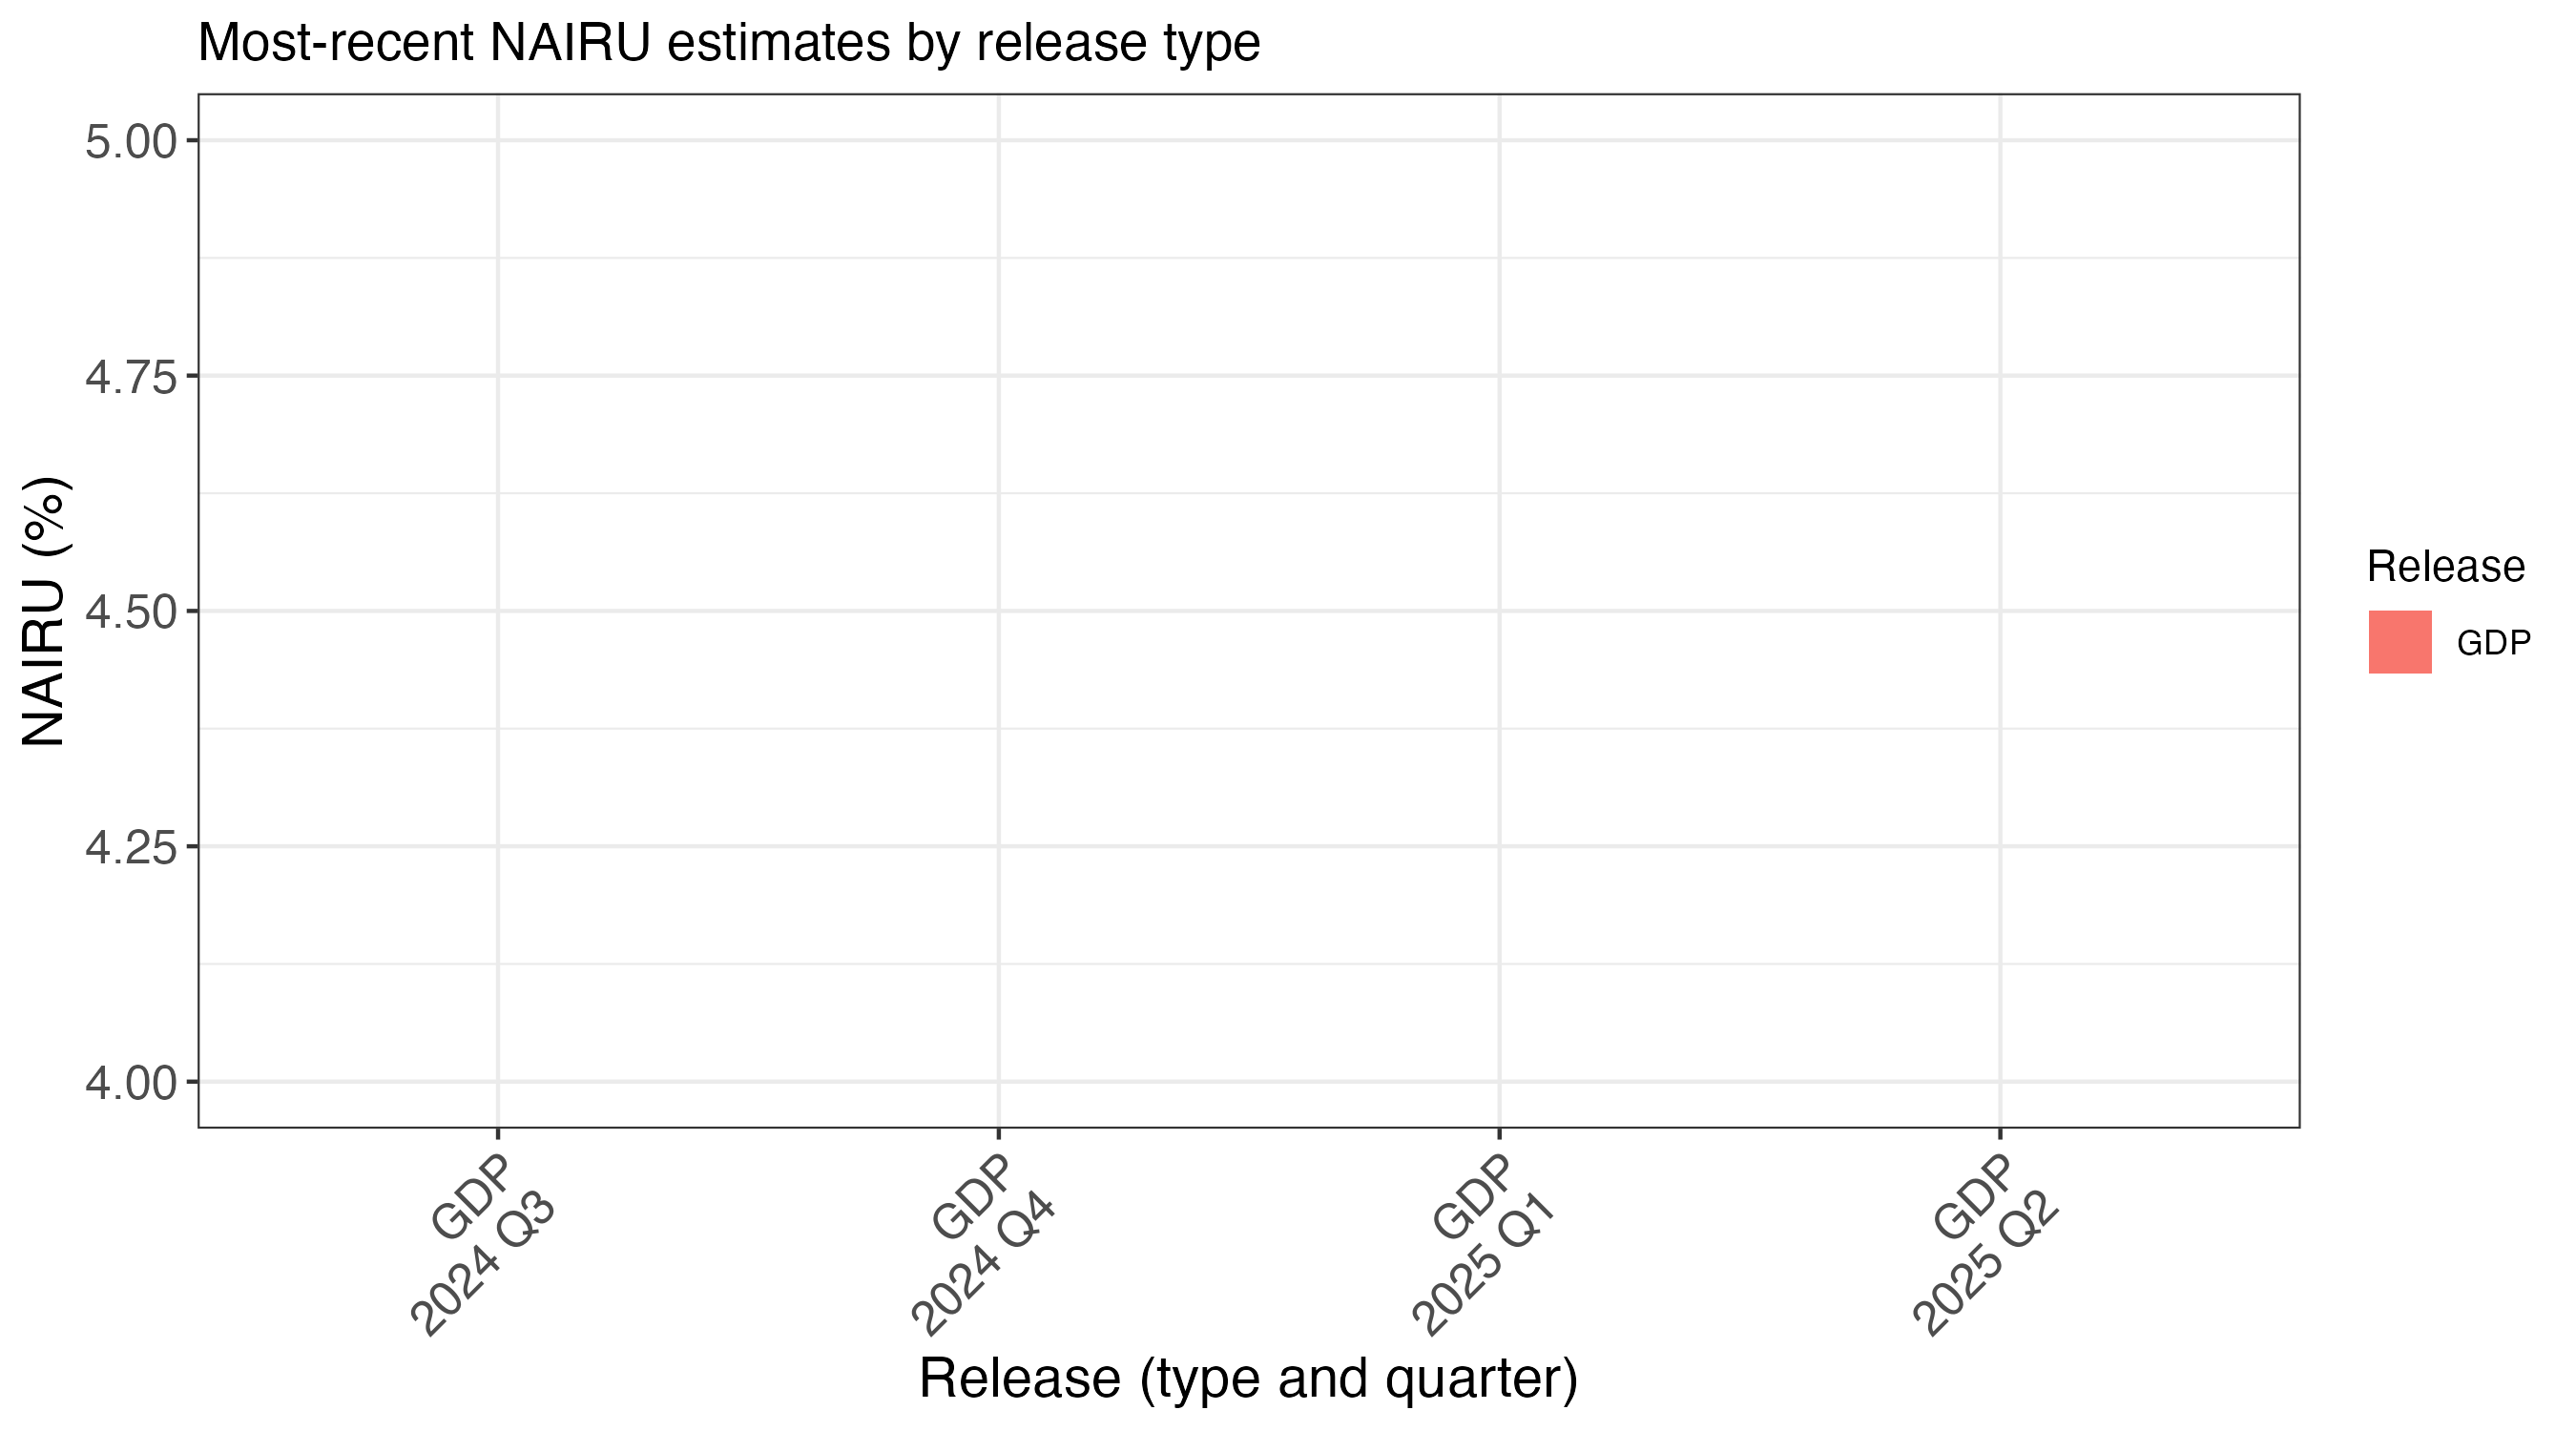 Most-recent NAIRU estimates by release type
NAIRU (%)
5.00
4.75
4.50
4.25
4.00
GDP
2024 Q3
GDP
2024 Q4
GDP
2025 Q1
GDP
2025 Q2
Release (type and quarter)
Release
GDP